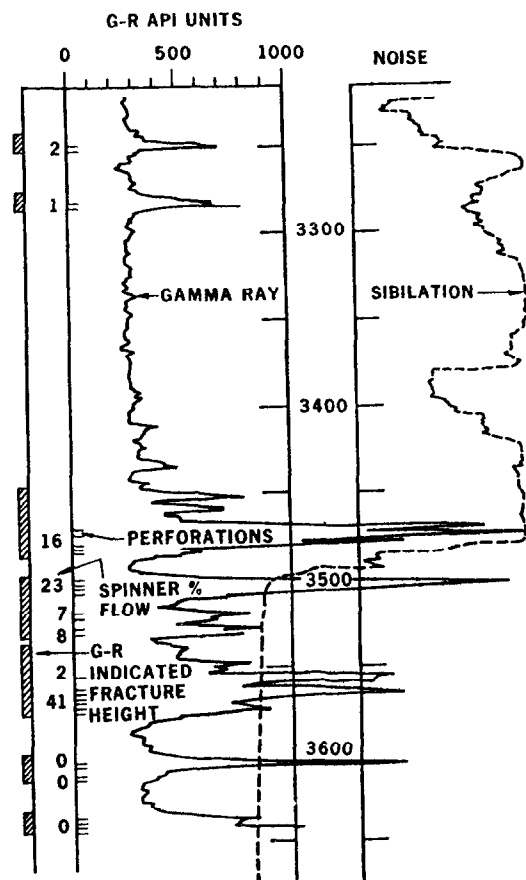 G-R API UNITS
0 500 1000
NOISE
2
1
3300
GAMMA RAY
SIBILATION
3400
16
PERFORATIONS
23
SPINNER %
FLOW
3500
7
8
G-R
INDICATED
FRACTURE
HEIGHT
2
41
3600
0
0
0